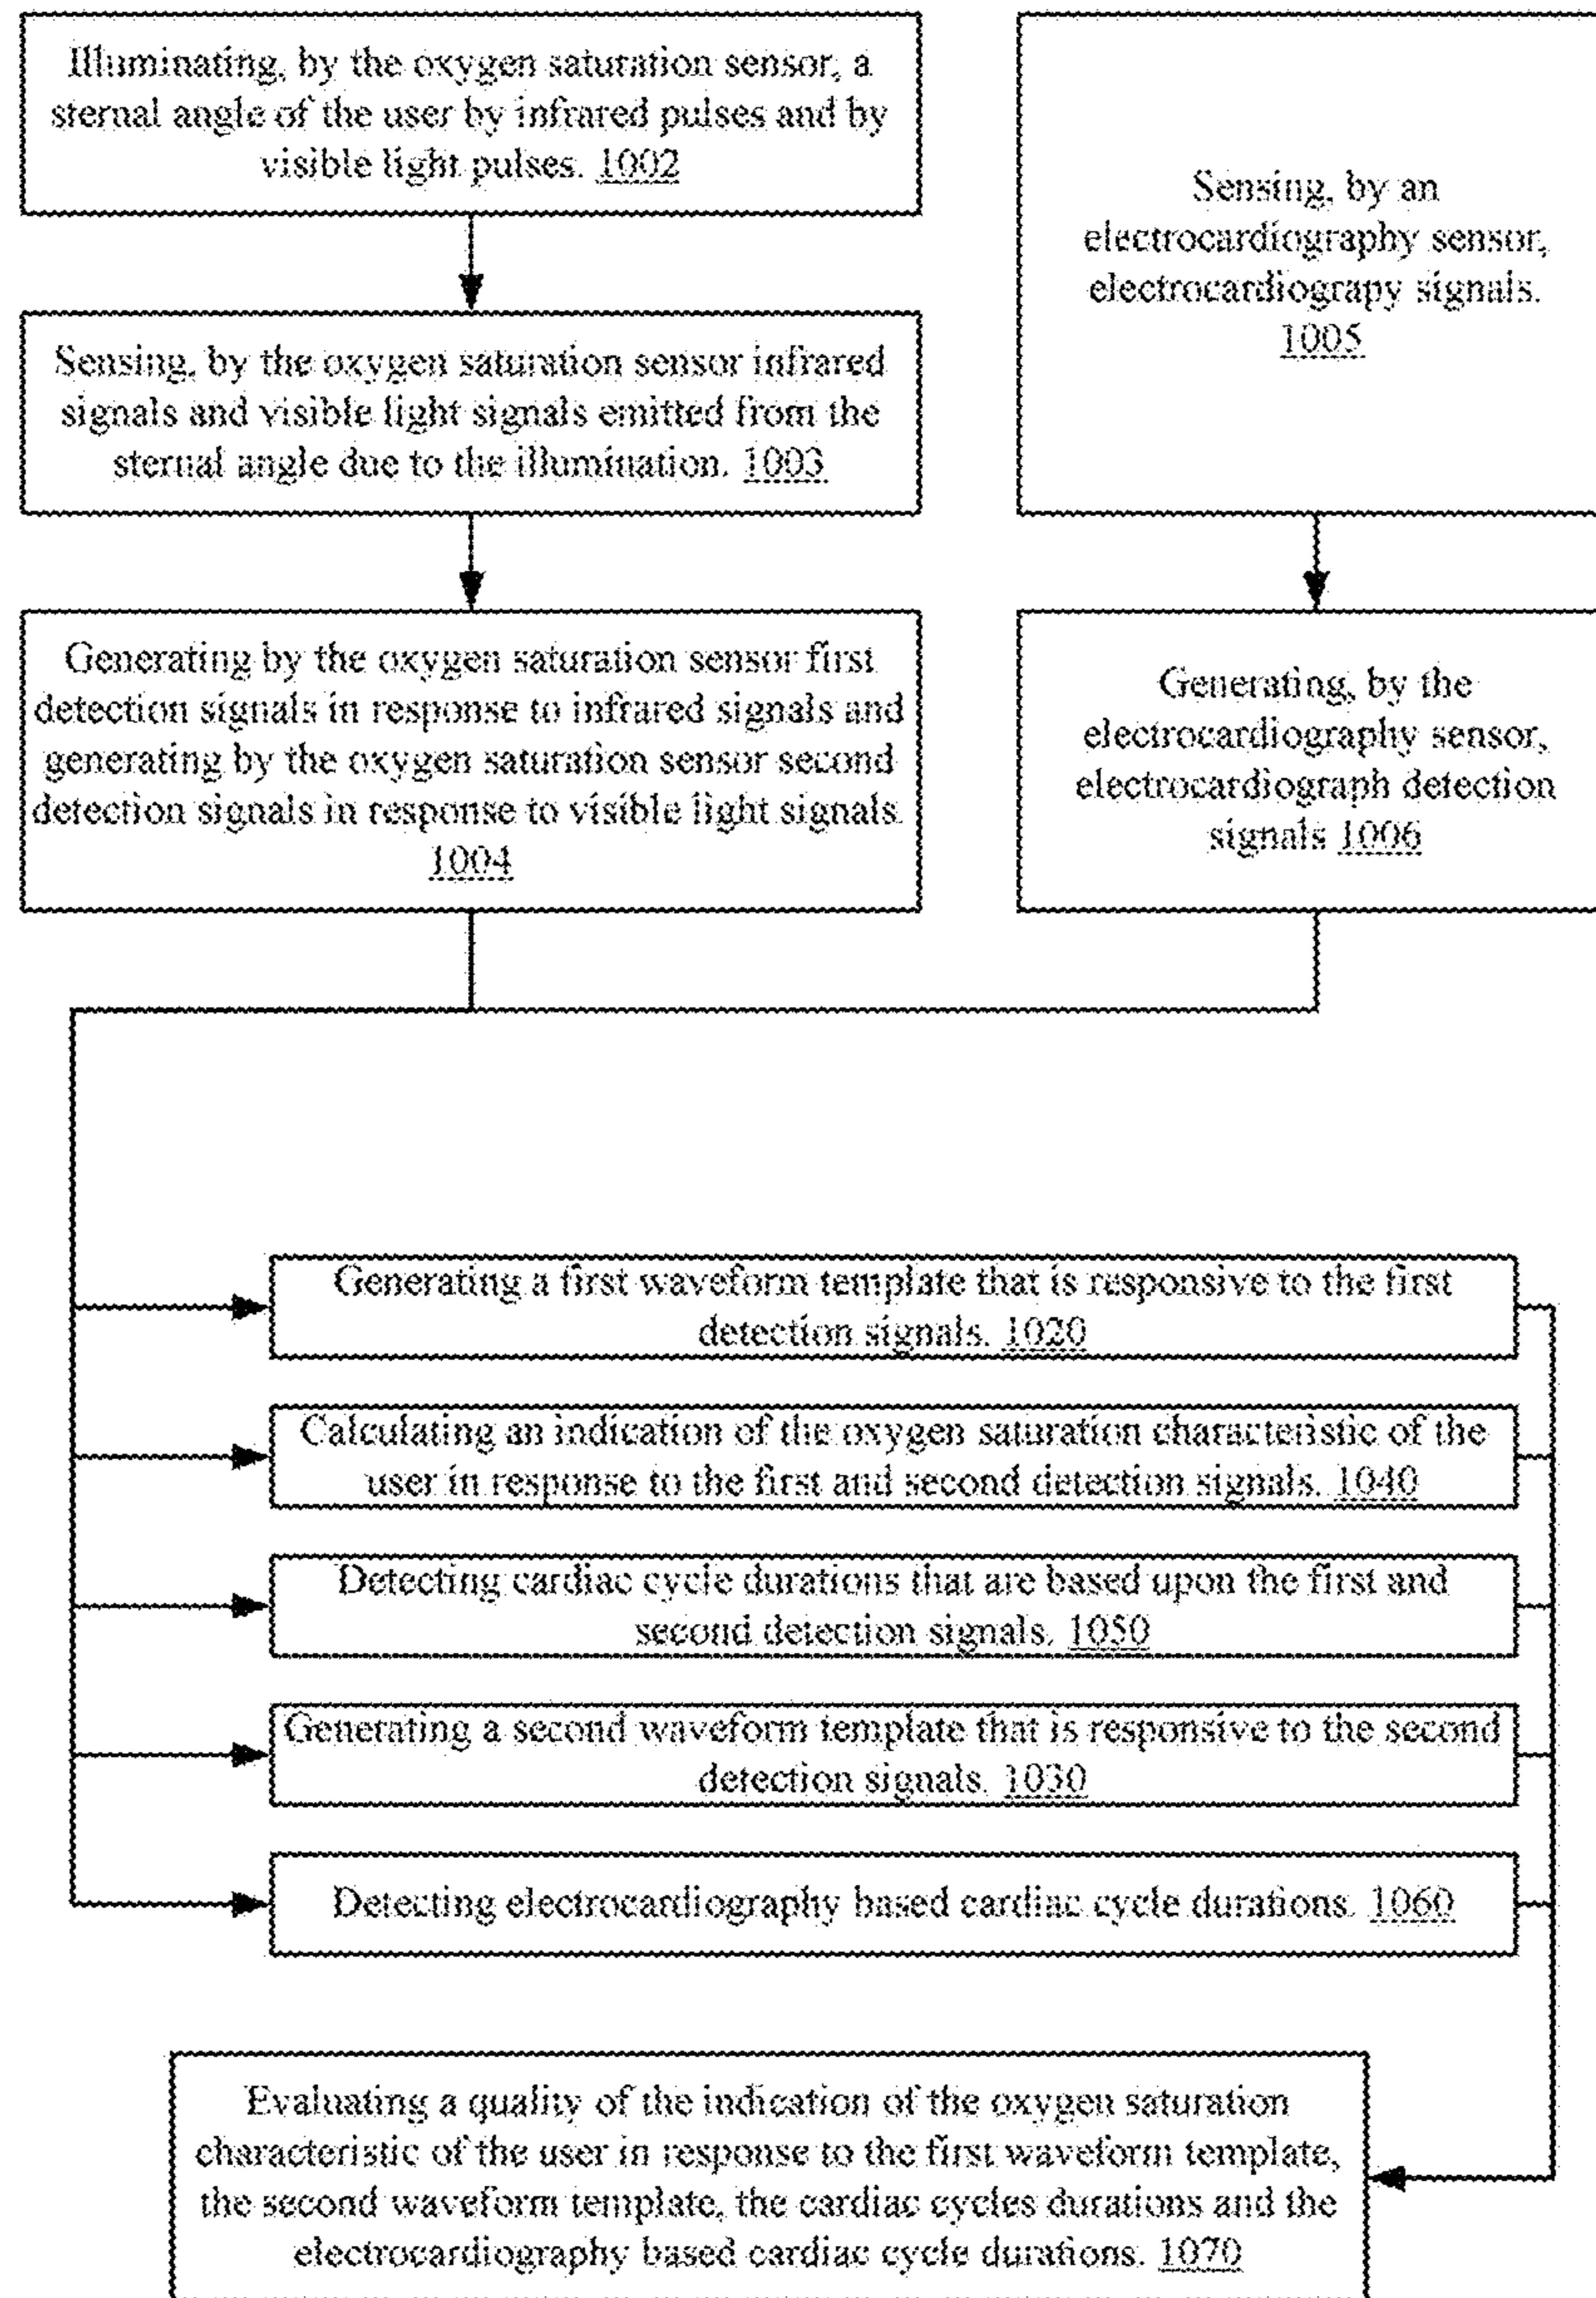 Illuminating, by the oxygen saturation sensor, a
sternal angle of the user by infrared pulses and by
visible light pulses. 1002
Sensing, by the oxygen saturation sensor infrared
signals and visible light signals emitted from the
sternal angle due to the illumination. 1003
Generating by the oxygen saturation sensor first
detection signals in response to infrared signals and
generating by the oxygen saturation sensor second
detection signals in response to visible light signals.
1004
Sensing, by an
electrocardiography sensor,
electrocardiograpy signals.
1005
Generating, by the
electrocardiography sensor,
electrocardiograph detection
signals 1006
Generating a first waveform template that is responsive to the first
detection signals. 1020
Calculating an indication of the oxygen saturation characteristic of the
user in response to the first and second detection signals. 1040
Detecting cardiac cycle durations that are based upon the first and
second detection signals. 1050
Generating a second waveform template that is responsive to the second
detection signals. 1030
Detecting electrocardiography based cardiac cycle durations. 1060
Evaluating a quality of the indication of the oxygen saturation
characteristic of the user in response to the first waveform template,
the second waveform template, the cardiac cycles durations and the
electrocardiography based cardiac cycle durations. 1070